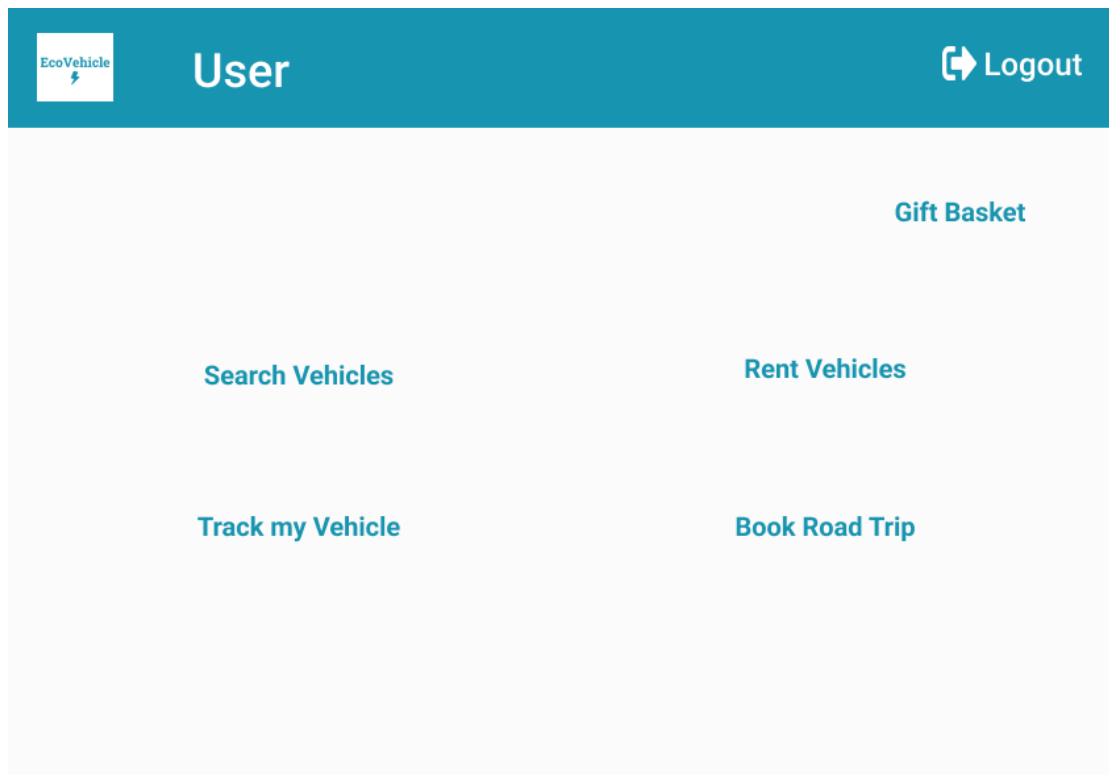 EcoVehicle
User
Logout
Gift Basket
Search Vehicles
Rent Vehicles
Track my Vehicle
Book Road Trip